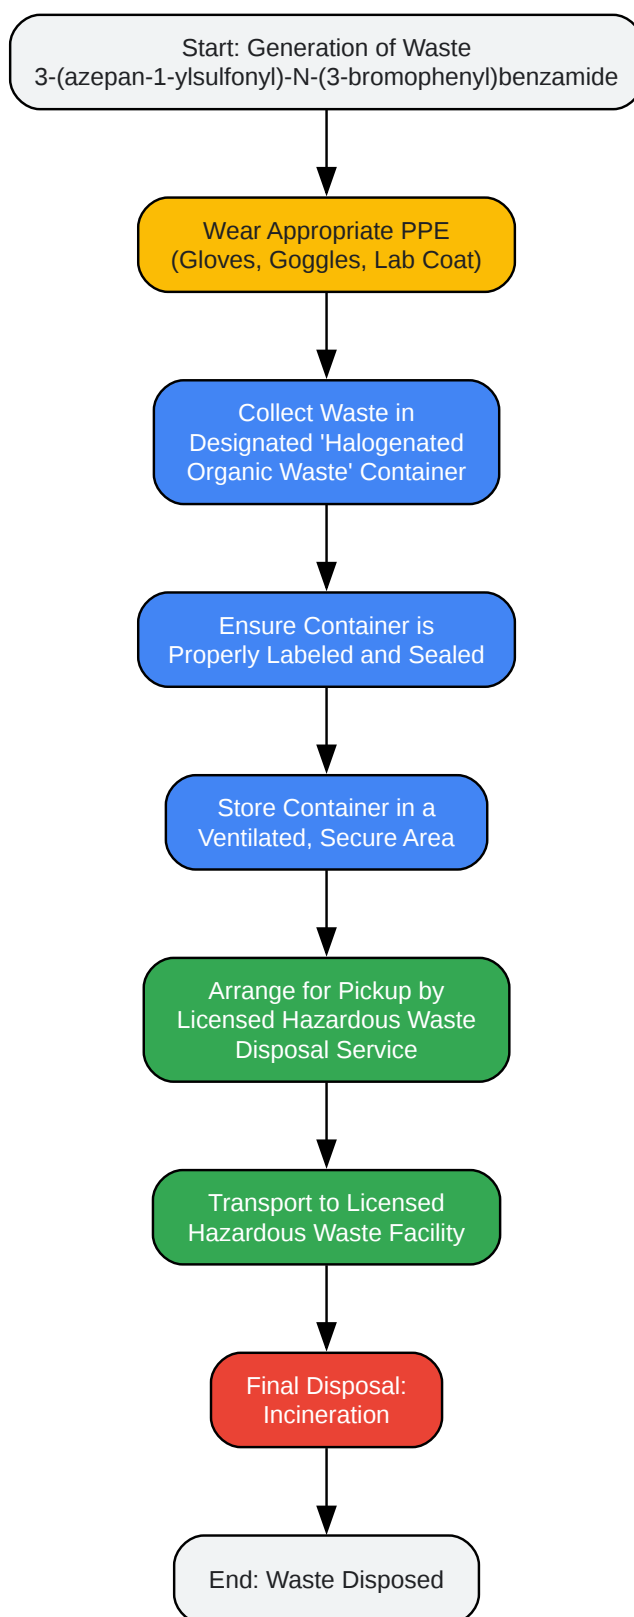 Start: Generation of Waste
3-(azepan-1-ylsulfonyl)-N-(3-bromophenyl)benzamide
Wear Appropriate PPE
(Gloves, Goggles, Lab Coat)
Collect Waste in
Designated 'Halogenated
Organic Waste' Container
Ensure Container is
Properly Labeled and Sealed
Store Container in a
Ventilated, Secure Area
Arrange for Pickup by
Licensed Hazardous Waste
Disposal Service
Transport to Licensed
Hazardous Waste Facility
Final Disposal:
Incineration
End: Waste Disposed